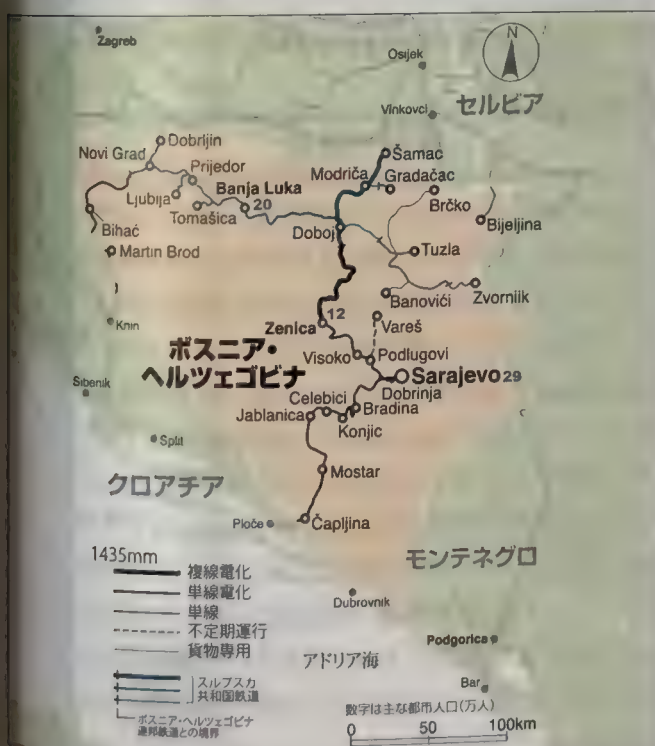 Zagreb
Osijek
N
Vinkovci
セルビア
Dobrljin
Novi Grad
Prijedor
Šamac
Modriča
Gradačac
Ljubija
Banja Luka
Tomašica
20
Brčko
Bijeljina
Bihać
Doboj
Martin Brod
Tuzla
Banovići
Zvorniik
Knin
Zenica
12
Vareš
ボスニア・
ヘルツェゴビナ
Visoko
Podlugovi
Sarajevo 29
Dobrinja
Šibenik
Celebici
Bradina
Jablanica
Konjic
Split
Mostar
クロアチア
Ploče
Čapljina
モンテネグロ
1435mm
複線電化
単線電化
単線
不定期運行
貨物専用
Dubrovnik
アドリア海
Podgorica
スルプスカ
共和国鉄道
Bar
ボスニア・ヘルツェゴビナ
連邦鉄道との境界
数字は主な都市人口(万人)
0 50 100km